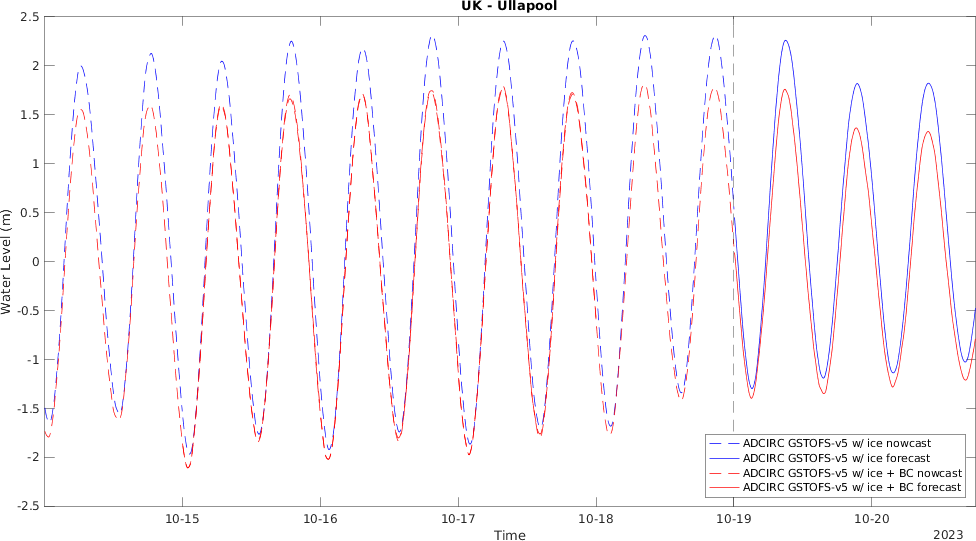 UK - Ullapool
2.5
2
1.5
1
0.5
0
-0.5
-1
-1.5
-2
-2.5
Water Level (m)
10-15
10-16
10-17
10-18
10-19
10-20
Time
2023
ADCIRC GSTOFS-v5 w/ ice nowcast
ADCIRC GSTOFS-v5 w/ ice forecast
ADCIRC GSTOFS-v5 w/ ice + BC nowcast
ADCIRC GSTOFS-v5 w/ ice + BC forecast